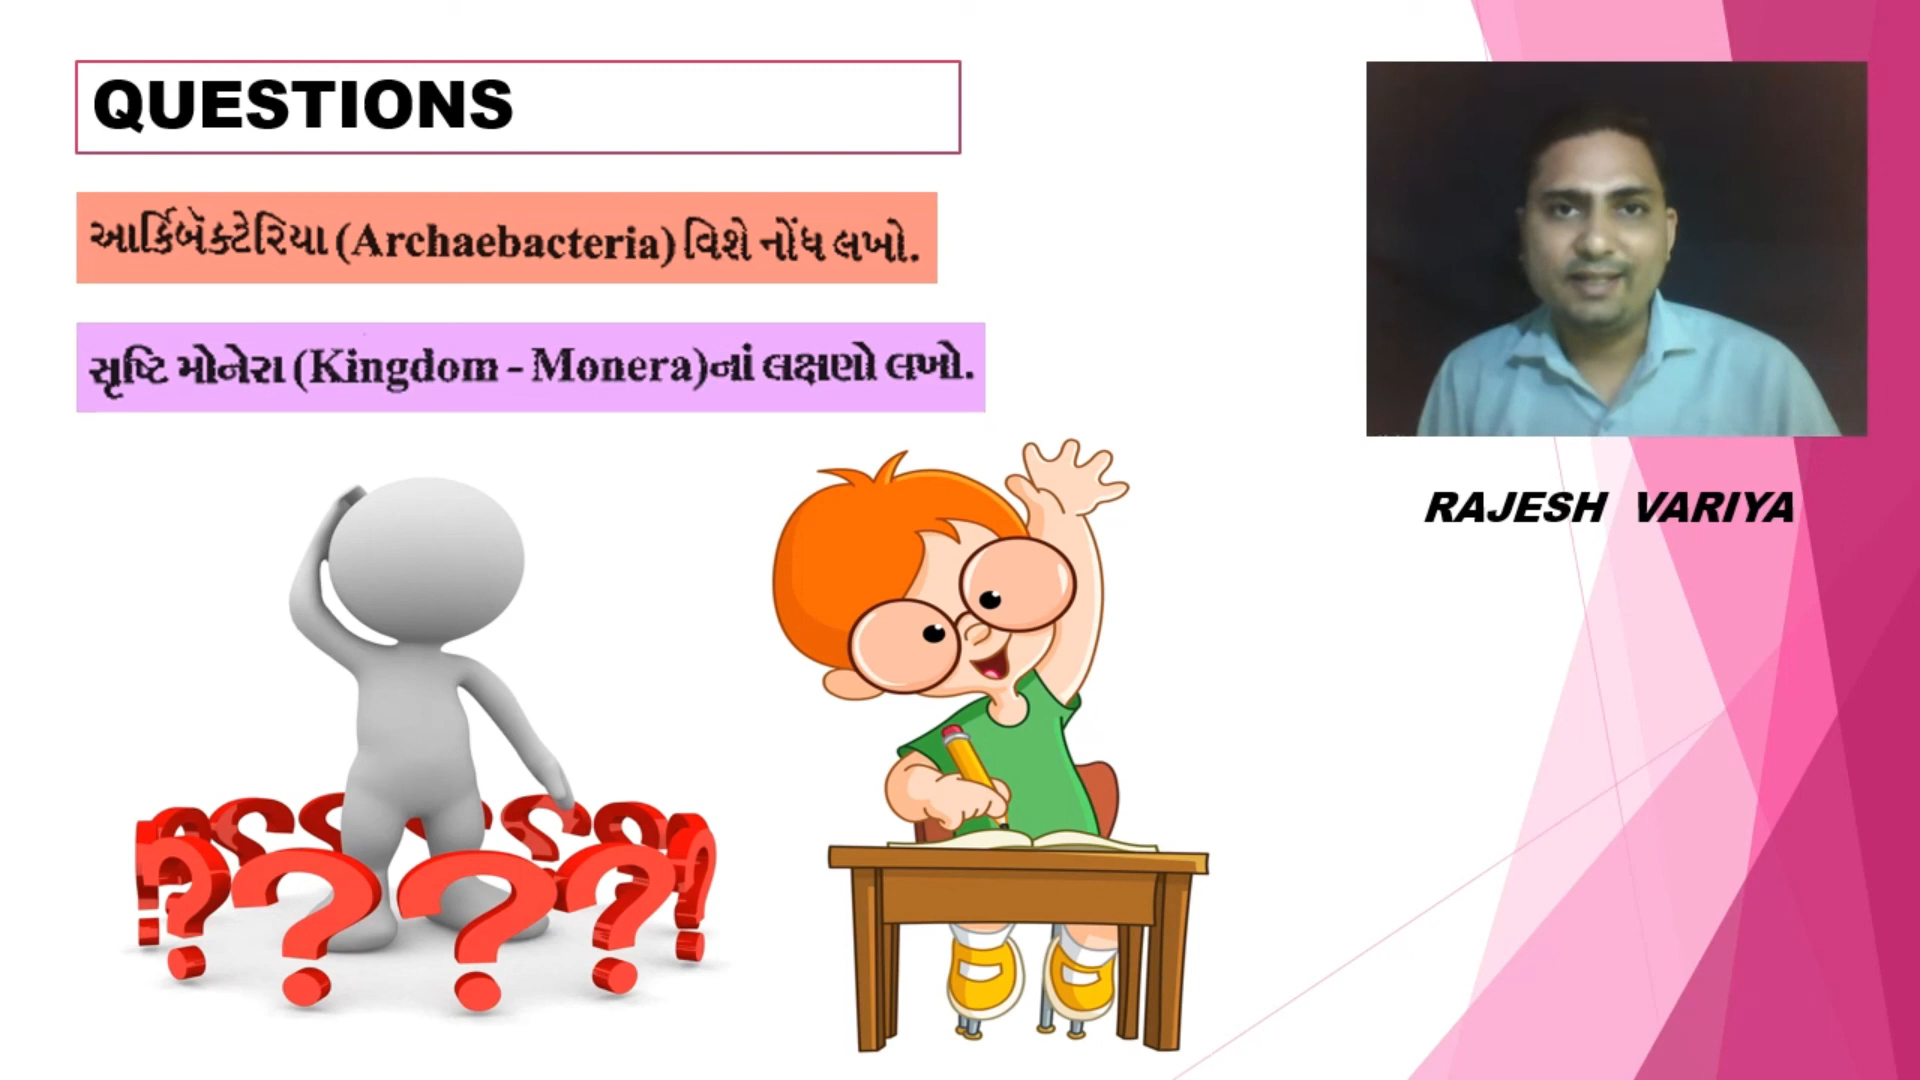 QUESTIONS
આર્કિબૅક્ટેરિયા (Archaebacteria) વિશે નોંધ લખો.
સૃષ્ટિ મોનેરા (Kingdom - Monera)નાં લક્ષણો લખો.
RAJESH VARIYA